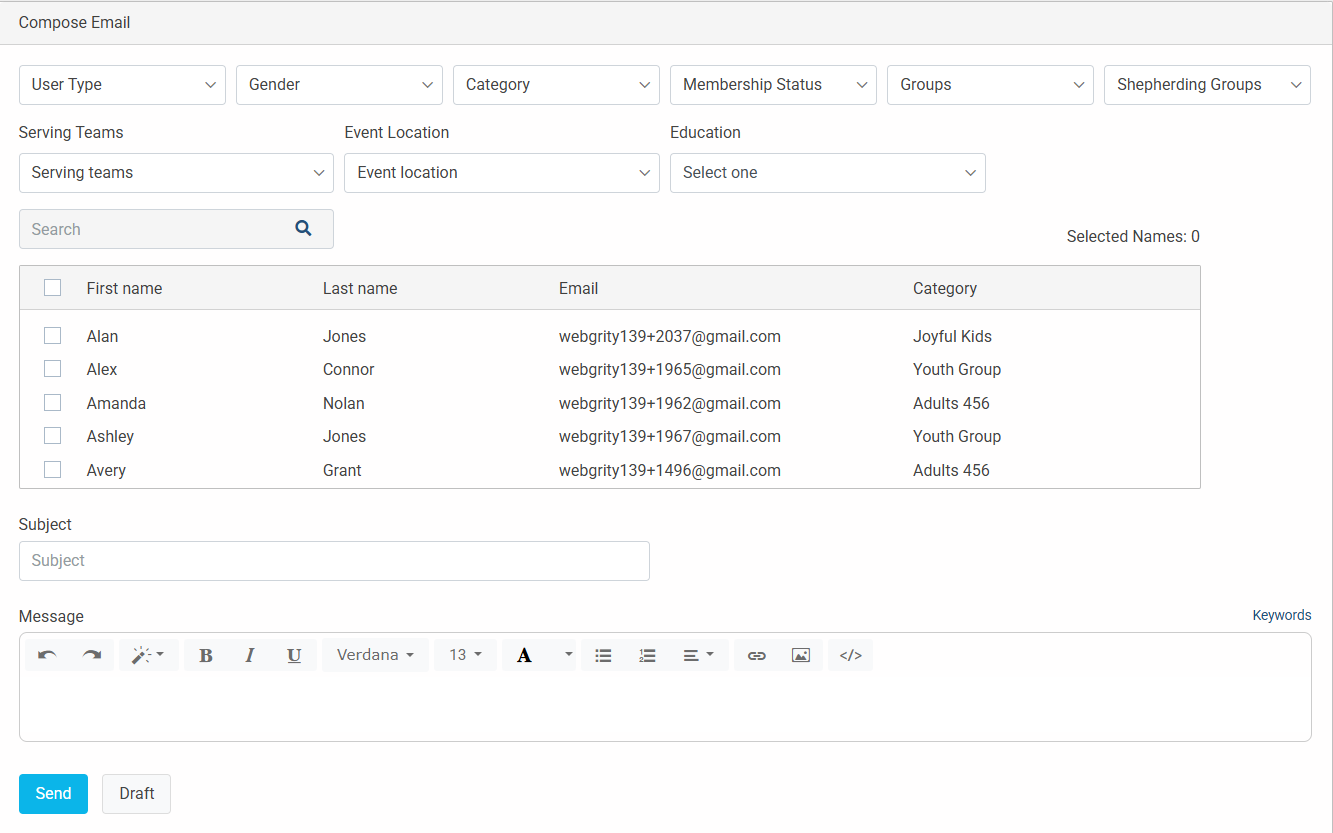 Compose Email
User Type Gender Category Membership Status Groups Shepherding Groups
Serving Teams Event Location Education
Serving teams Event location Select one
Search
Selected Names: 0
First name Last name Email Category
Alan Jones webgrity139+2037@gmail.com Joyful Kids
Alex Connor webgrity139+1965@gmail.com Youth Group
Amanda Nolan webgrity139+1962@gmail.com Adults 456
Ashley Jones webgrity139+1967@gmail.com Youth Group
Avery Grant webgrity139+1496@gmail.com Adults 456
Subject
Subject
Message Keywords
B I U Verdana 13 A </>
Send Draft